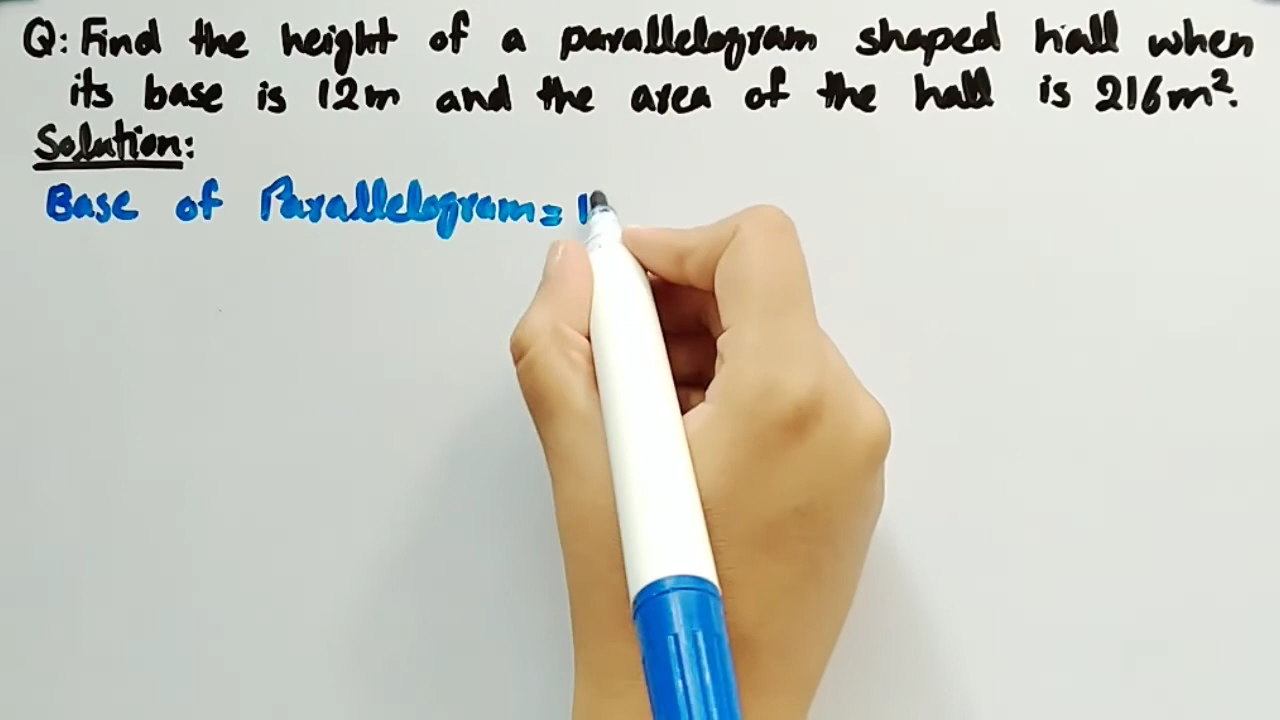 Q: Find the height of a parallelogram shaped hall when
its base is 12m and the area of the hall is 216m².
Solution:
Base of Parallelogram = 1